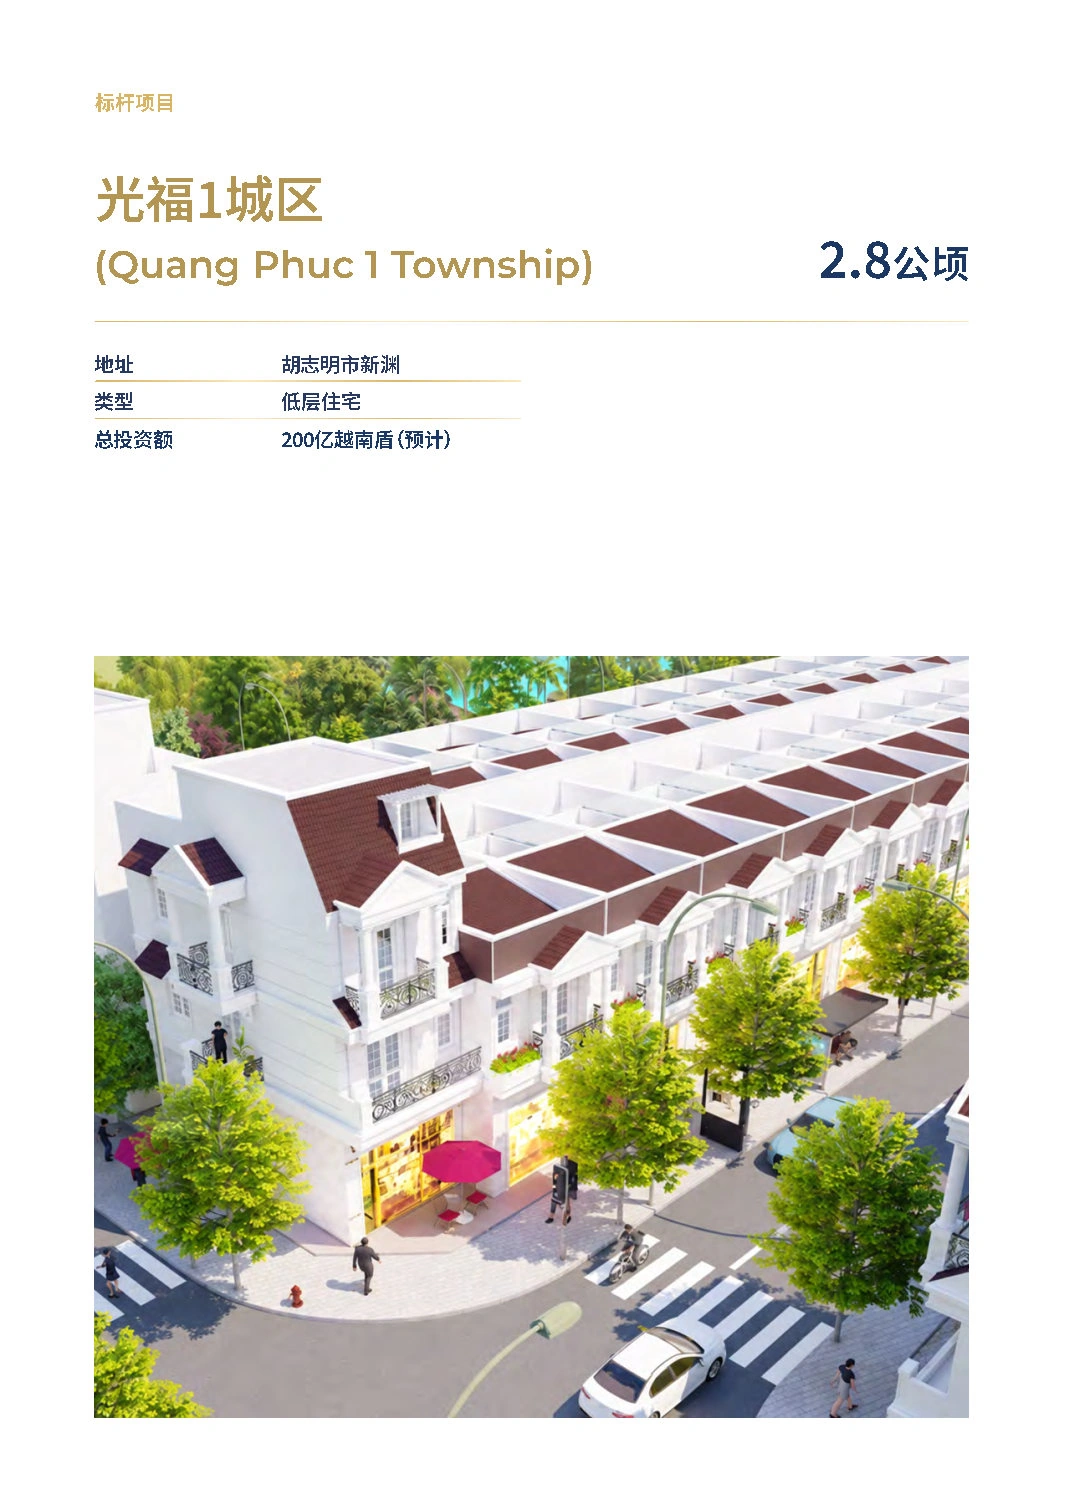 标杆项目
光福1城区
(Quang Phuc 1 Township)
2.8公顷
地址 胡志明市新渊
类型 低层住宅
总投资额 200亿越南盾(预计)